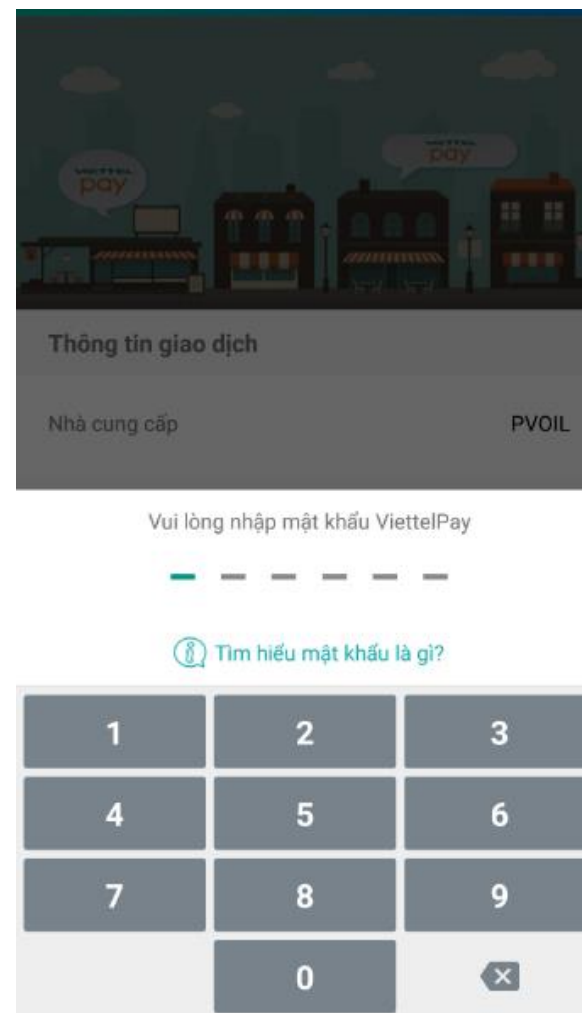 VIETTEL
pay
VIETTEL
pay
Thông tin giao dịch
Nhà cung cấp PVOIL
Vui lòng nhập mật khẩu ViettelPay
Tìm hiểu mật khẩu là gì?
1 2 3
4 5 6
7 8 9
0